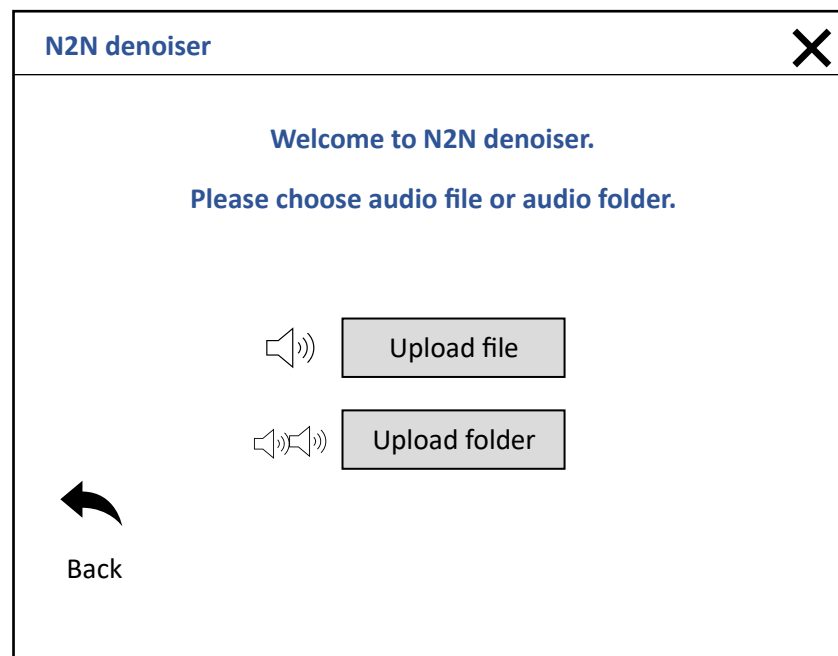 N2N denoiser
Welcome to N2N denoiser.
Please choose audio file or audio folder.
Upload file
Upload folder
Back